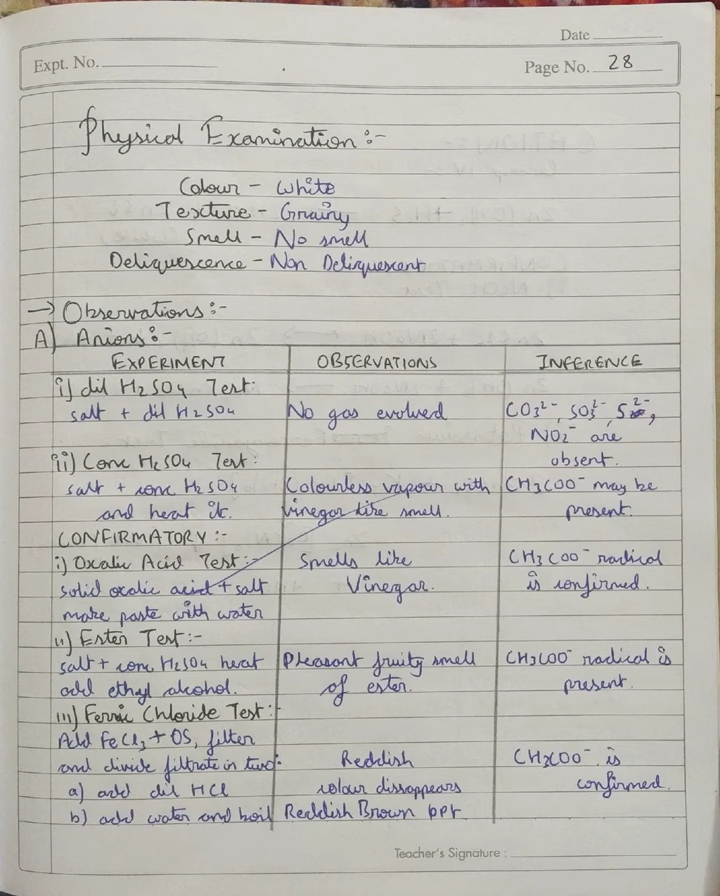 Date
Expt. No.
Page No. 28
Physical Examination :-
Colour - White
Texture - Grainy
Smell - No smell
Deliquescence - Non Deliquescent
→ Observations :-
A) Anions :-
EXPERIMENT OBSERVATIONS INFERENCE
i) dil H2SO4 Test:
salt + dil H2SO4 No gas evolved CO3²⁻, SO3²⁻, S²⁻,
NO2⁻ are
absent.
ii) Conc H2SO4 Test :
salt + conc H2SO4 Colourless vapour with CH3COO⁻ may be
and heat it. vinegar like smell. present.
CONFIRMATORY :-
i) Oxalic Acid Test :- Smells like CH3COO⁻ radical
solid oxalic acid + salt Vinegar. is confirmed.
make paste with water
ii) Ester Test :-
salt + conc H2SO4 heat Pleasant fruity smell CH3COO⁻ radical is
add ethyl alcohol. of ester. present.
iii) Ferric Chloride Test :-
Add FeCl3 + OS, filter
and divide filtrate in two: Reddish CH3COO⁻ is
a) add dil HCl colour dissappears confirmed.
b) add water and boil Reddish Brown ppt
Teacher's Signature :